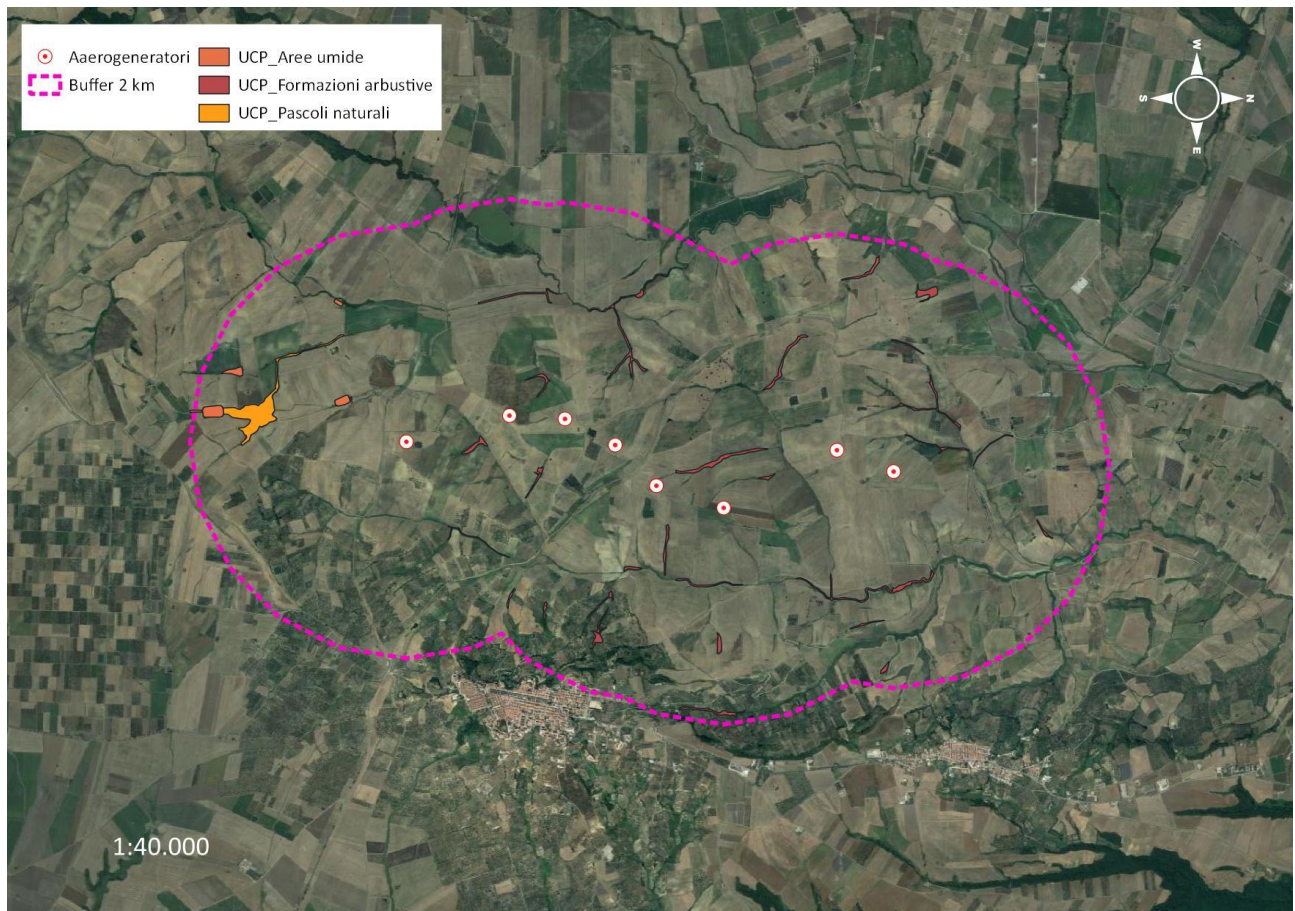 Aaerogeneratori
Buffer 2 km
UCP_Aree umide
UCP_Formazioni arbustive
UCP_Pascoli naturali
W
S
N
E
1:40.000